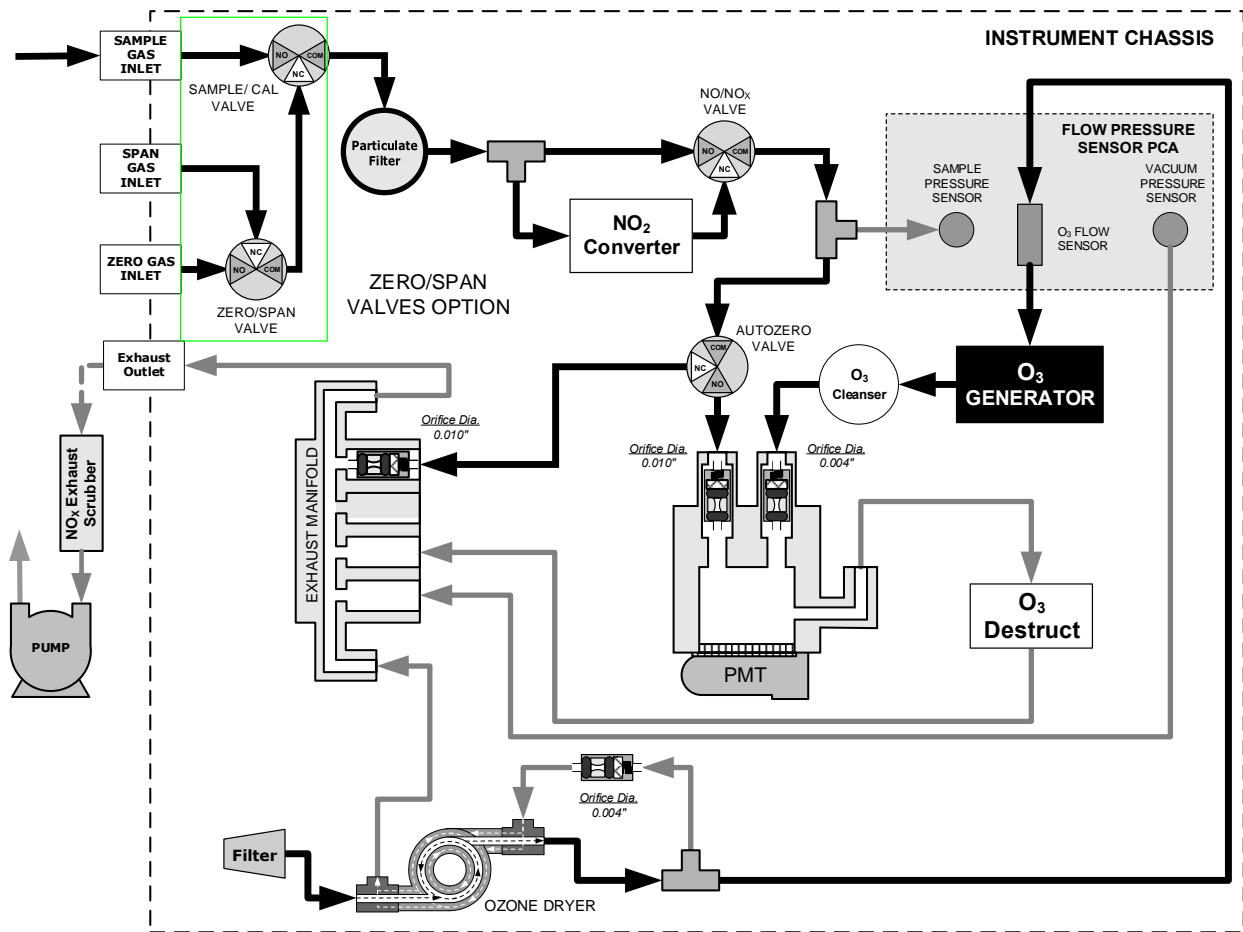 INSTRUMENT CHASSIS
SAMPLE
GAS
INLET
NO
COM
NC
SAMPLE/ CAL
VALVE
SPAN
GAS
INLET
ZERO GAS
INLET
NC
NO
COM
ZERO/SPAN
VALVE
ZERO/SPAN
VALVES OPTION
Particulate
Filter
NO/NOX
VALVE
NO
COM
NC
NO2
Converter
FLOW PRESSURE
SENSOR PCA
SAMPLE
PRESSURE
SENSOR
O3 FLOW
SENSOR
VACUUM
PRESSURE
SENSOR
AUTOZERO
VALVE
COM
NC
NO
O3
Cleanser
O3
GENERATOR
Exhaust
Outlet
NOX Exhaust
Scrubber
PUMP
EXHAUST MANIFOLD
Orifice Dia.
0.010"
Orifice Dia.
0.010"
Orifice Dia.
0.004"
O3
Destruct
PMT
Orifice Dia.
0.004"
Filter
OZONE DRYER